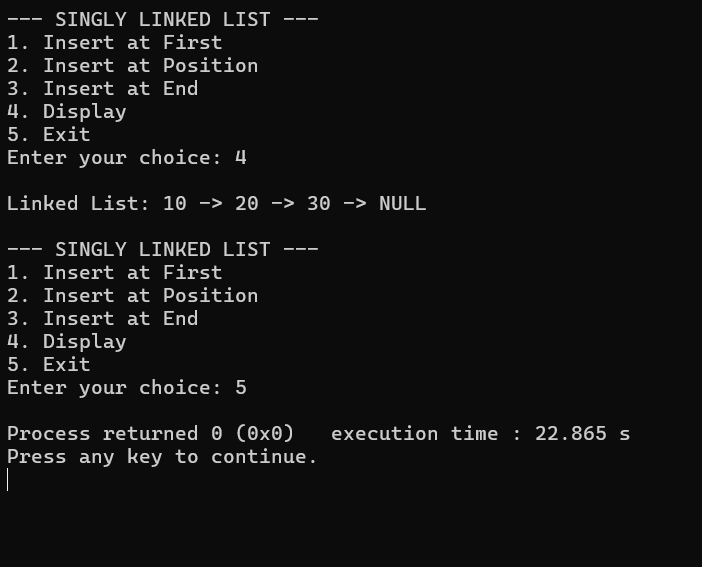 --- SINGLY LINKED LIST ---
1. Insert at First
2. Insert at Position
3. Insert at End
4. Display
5. Exit
Enter your choice: 4
Linked List: 10 -> 20 -> 30 -> NULL
--- SINGLY LINKED LIST ---
1. Insert at First
2. Insert at Position
3. Insert at End
4. Display
5. Exit
Enter your choice: 5
Process returned 0 (0x0)   execution time : 22.865 s
Press any key to continue.